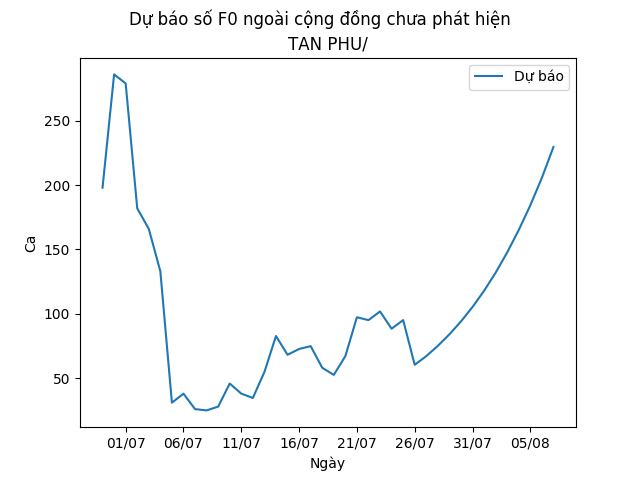 Dự báo số F0 ngoài cộng đồng chưa phát hiện
TAN PHU/
Dự báo
Ca
250
200
150
100
50
01/07 06/07 11/07 16/07 21/07 26/07 31/07 05/08
Ngày